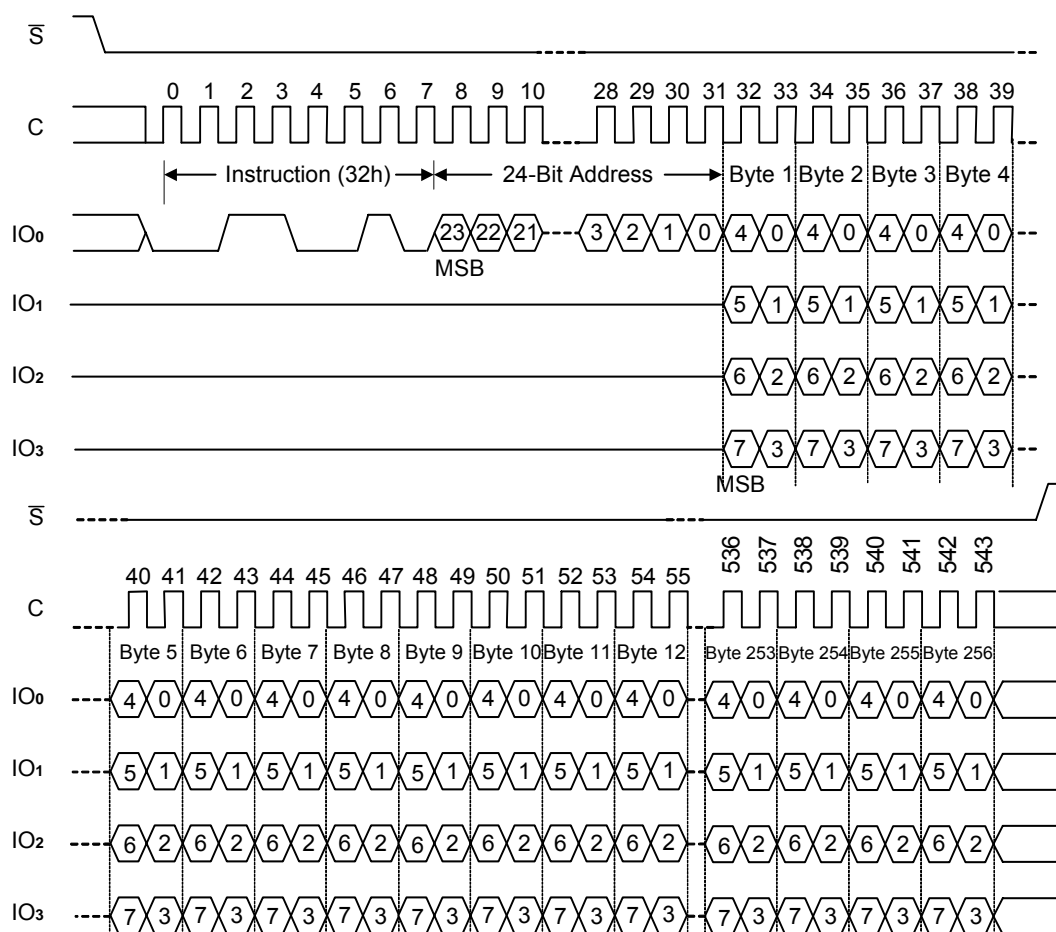 S
0 1 2 3 4 5 6 7 8 9 10 28 29 30 31 32 33 34 35 36 37 38 39
C
Instruction (32h) 24-Bit Address Byte 1 Byte 2 Byte 3 Byte 4
IO0 23 22 21 3 2 1 0 4 0 4 0 4 0 4 0
MSB
IO1 5 1 5 1 5 1 5 1
IO2 6 2 6 2 6 2 6 2
IO3 7 3 7 3 7 3 7 3
MSB
S
40 41 42 43 44 45 46 47 48 49 50 51 52 53 54 55 536 537 538 539 540 541 542 543
C
Byte 5 Byte 6 Byte 7 Byte 8 Byte 9 Byte 10 Byte 11 Byte 12 Byte 253 Byte 254 Byte 255 Byte 256
IO0 4 0 4 0 4 0 4 0 4 0 4 0 4 0 4 0 4 0 4 0 4 0 4 0
IO1 5 1 5 1 5 1 5 1 5 1 5 1 5 1 5 1 5 1 5 1 5 1 5 1
IO2 6 2 6 2 6 2 6 2 6 2 6 2 6 2 6 2 6 2 6 2 6 2 6 2
IO3 7 3 7 3 7 3 7 3 7 3 7 3 7 3 7 3 7 3 7 3 7 3 7 3